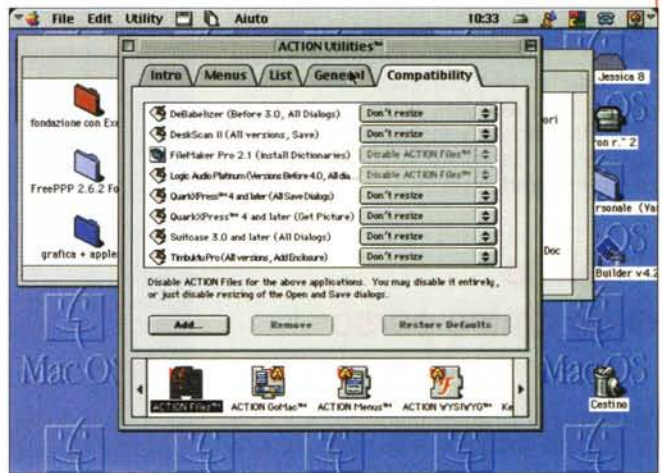 File Edit Utility Aiuto 10:33
ACTION Utilities™
Intro Menus List General Compatibility
DeBabelizer (Before 3.0, All Dialogs) Don't resize
DeskScan II (All versions, Save) Don't resize
FileMaker Pro 2.1 (Install Dictionaries) Disable ACTION Files™
Logic Audio Platinum (Versions Before 4.0, All dia Disable ACTION Files™
QuarkXPress™ 4 and later (All Save Dialogs) Don't resize
QuarkXPress™ 4 and later (Get Picture) Don't resize
Suitcase 3.0 and later (All Dialogs) Don't resize
Timbuktu Pro (All versions, Add Enclosure) Don't resize
Disable ACTION Files for the above applications. You may disable it entirely,
or just disable resizing of the Open and Save dialogs.
Add... Remove Restore Defaults
ACTION Files™ ACTION GoMac™ ACTION Menus™ ACTION WYSIWYG™ Ke
fondazione con Ex
FreePPP 2.6.2 Fo
grafica + apple
Jessica 8
ori
ron r.° 2
rsonale (Va
Doc
Builder v4.2
Cestino
Mac OS
Mac OS